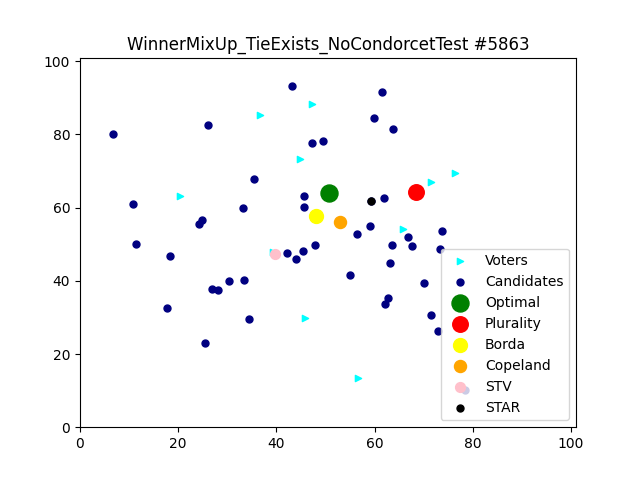 WinnerMixUp_TieExists_NoCondorcetTest #5863
100
80
60
40
20
0
0 20 40 60 80 100
Voters
Candidates
Optimal
Plurality
Borda
Copeland
STV
STAR